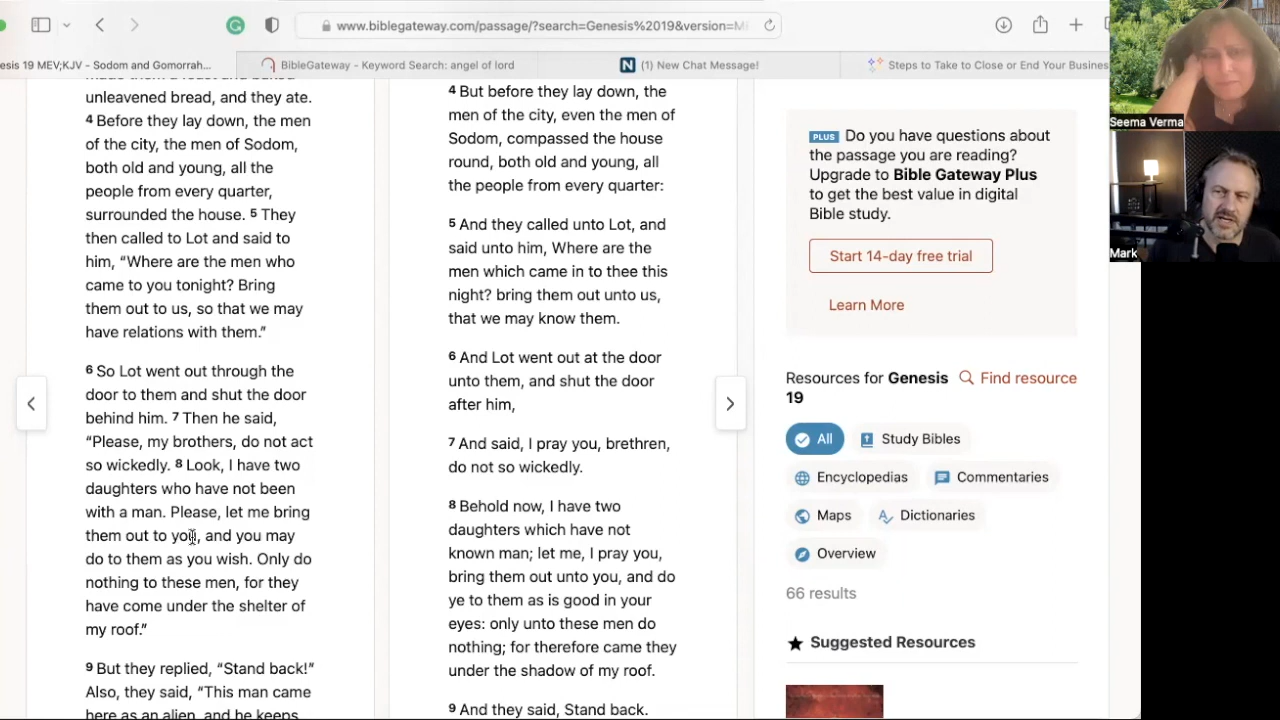 www.biblegateway.com/passage/?search=Genesis%2019&version=M
esis 19 MEV;KJV - Sodom and Gomorrah...
BibleGateway - Keyword Search: angel of lord
(1) New Chat Message!
Steps to Take to Close or End Your Busines
made them a feast and baked
unleavened bread, and they ate.
4 Before they lay down, the men
of the city, the men of Sodom,
both old and young, all the
people from every quarter,
surrounded the house. 5 They
then called to Lot and said to
him, “Where are the men who
came to you tonight? Bring
them out to us, so that we may
have relations with them.”
6 So Lot went out through the
door to them and shut the door
behind him. 7 Then he said,
“Please, my brothers, do not act
so wickedly. 8 Look, I have two
daughters who have not been
with a man. Please, let me bring
them out to you, and you may
do to them as you wish. Only do
nothing to these men, for they
have come under the shelter of
my roof.”
9 But they replied, “Stand back!”
Also, they said, “This man came
here as an alien, and he keeps
4 But before they lay down, the
men of the city, even the men of
Sodom, compassed the house
round, both old and young, all
the people from every quarter:
5 And they called unto Lot, and
said unto him, Where are the
men which came in to thee this
night? bring them out unto us,
that we may know them.
6 And Lot went out at the door
unto them, and shut the door
after him,
7 And said, I pray you, brethren,
do not so wickedly.
8 Behold now, I have two
daughters which have not
known man; let me, I pray you,
bring them out unto you, and do
ye to them as is good in your
eyes: only unto these men do
nothing; for therefore came they
under the shadow of my roof.
9 And they said, Stand back.
PLUS Do you have questions about
the passage you are reading?
Upgrade to Bible Gateway Plus
to get the best value in digital
Bible study.
Start 14-day free trial
Learn More
Resources for Genesis
19
Find resource
All
Study Bibles
Encyclopedias
Commentaries
Maps
Dictionaries
Overview
66 results
Suggested Resources
Seema Verma
Mark